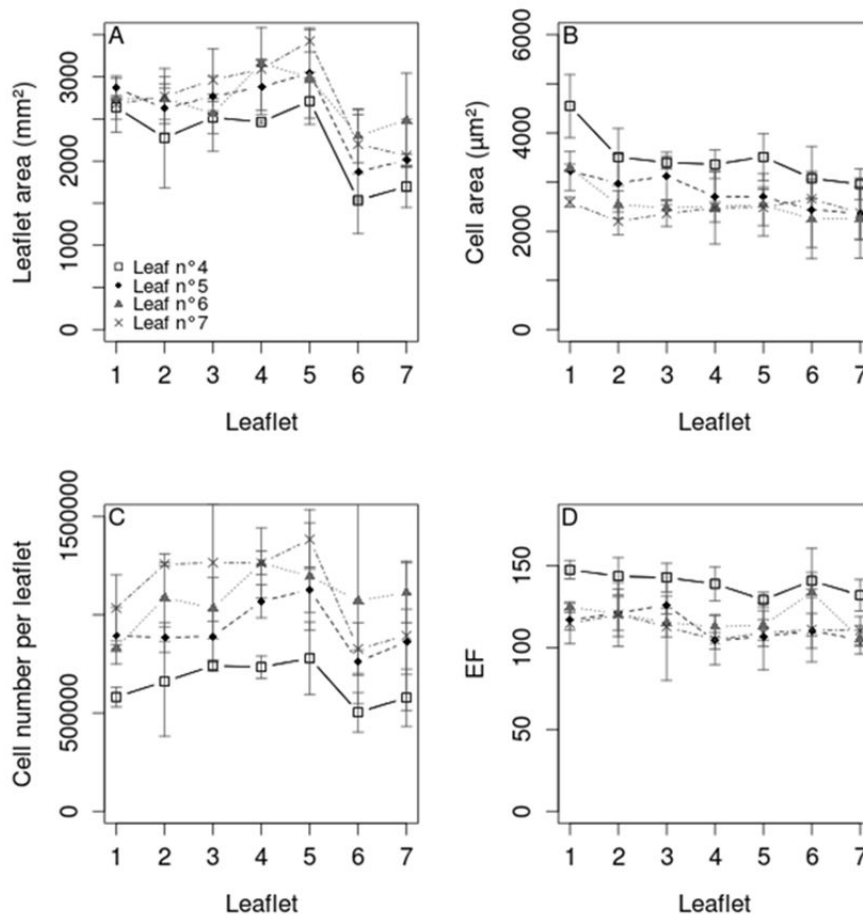 A
Leaflet area (mm²)
3000
2000
1000
0
Leaf n°4
Leaf n°5
Leaf n°6
Leaf n°7
1 2 3 4 5 6 7
Leaflet
B
Cell area (µm²)
6000
4000
2000
0
1 2 3 4 5 6 7
Leaflet
C
Cell number per leaflet
1500000
500000
0
1 2 3 4 5 6 7
Leaflet
D
EF
150
100
50
0
1 2 3 4 5 6 7
Leaflet